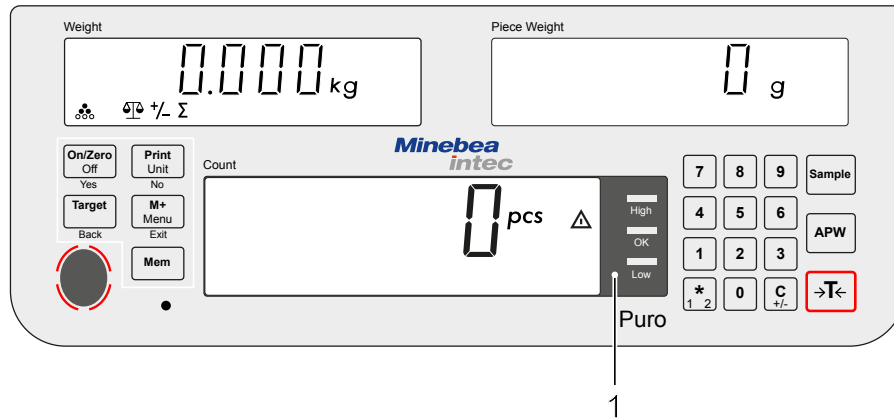 Weight
0.000 kg
+/- Σ
Piece Weight
0 g
Minebea
intec
On/Zero
Off
Yes
Print
Unit
No
Target
Back
M+
Menu
Exit
Mem
Count
0 pcs
High
OK
Low
Puro
7 8 9
4 5 6
1 2 3
*
1 2
0
C
+/-
Sample
APW
→T←
1